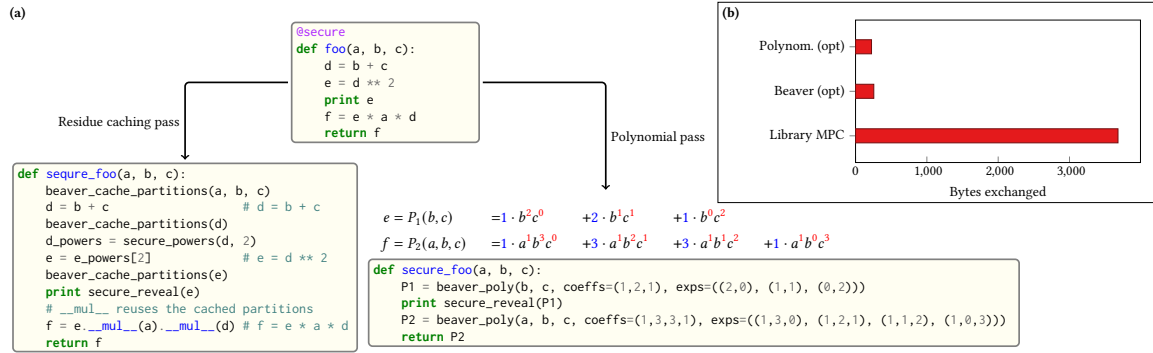 (a)
@secure
def foo(a, b, c):
d = b + c
e = d ** 2
print e
f = e * a * d
return f
Residue caching pass
Polynomial pass
def sequre_foo(a, b, c):
beaver_cache_partitions(a, b, c)
d = b + c # d = b + c
beaver_cache_partitions(d)
d_powers = secure_powers(d, 2)
e = e_powers[2] # e = d ** 2
beaver_cache_partitions(e)
print secure_reveal(e)
# __mul__ reuses the cached partitions
f = e.__mul__(a).__mul__(d) # f = e * a * d
return f
e = P₁(b, c) =1 · b²c⁰ +2 · b¹c¹ +1 · b⁰c²
f = P₂(a, b, c) =1 · a¹b³c⁰ +3 · a¹b²c¹ +3 · a¹b¹c² +1 · a¹b⁰c³
def secure_foo(a, b, c):
P1 = beaver_poly(b, c, coeffs=(1,2,1), exps=((2,0), (1,1), (0,2)))
print secure_reveal(P1)
P2 = beaver_poly(a, b, c, coeffs=(1,3,3,1), exps=((1,3,0), (1,2,1), (1,1,2), (1,0,3)))
return P2
(b)
Polynom. (opt)
Beaver (opt)
Library MPC
0 1,000 2,000 3,000
Bytes exchanged